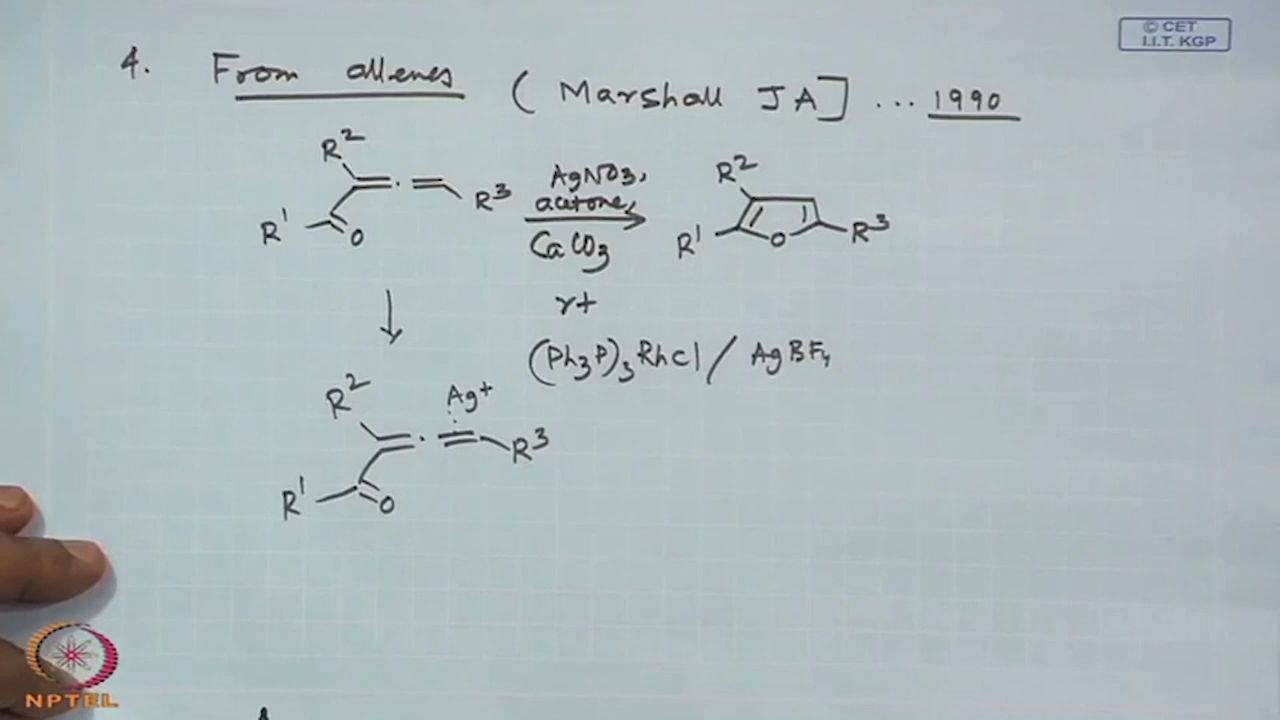 © CET
I.I.T. KGP
4. From allenes (Marshall JA] ... 1990
R²
R¹
O
R³
AgNO3,
acetone,
CaCO3
rt
(Ph3P)3RhCl / AgBF4
R²
R¹
O
R³
R²
Ag+
R³
R¹
O
NPTEL